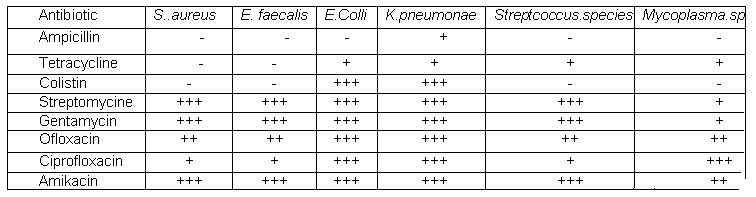 Antibiotic S..aureus E. faecalis E.Colli K.pneumonae Streptcoccus.species Mycoplasma.sp
Ampicillin - - - + - -
Tetracycline - - + + + +
Colistin - - +++ +++ - -
Streptomycine +++ +++ +++ +++ +++ +
Gentamycin +++ +++ +++ +++ +++ +
Ofloxacin ++ ++ +++ +++ ++ ++
Ciprofloxacin + + +++ +++ + +++
Amikacin +++ +++ +++ +++ +++ ++